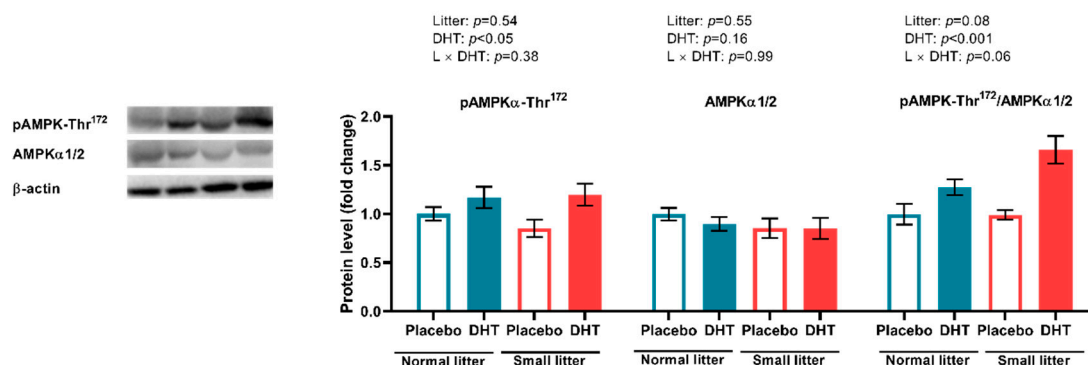 Litter: p=0.54
DHT: p<0.05
L × DHT: p=0.38
Litter: p=0.55
DHT: p=0.16
L × DHT: p=0.99
Litter: p=0.08
DHT: p<0.001
L × DHT: p=0.06
pAMPK-Thr¹⁷²
AMPKα1/2
β-actin
pAMPKα-Thr¹⁷²
AMPKα1/2
pAMPK-Thr¹⁷²/AMPKα1/2
Protein level (fold change)
2.0
1.5
1.0
0.5
0.0
Placebo DHT Placebo DHT
Normal litter Small litter
Placebo DHT Placebo DHT
Normal litter Small litter
Placebo DHT Placebo DHT
Normal litter Small litter